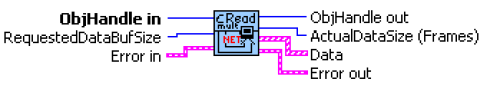 ObjHandle in
RequestedDataBufSize
Error in
CRead
mult
NET
ObjHandle out
ActualDataSize (Frames)
Data
Error out